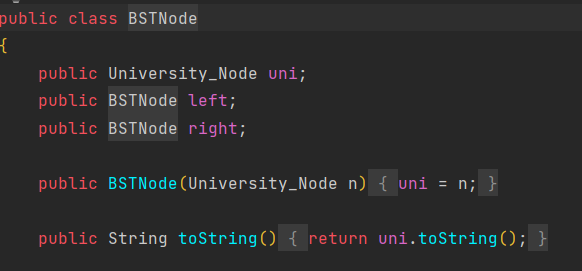 public class BSTNode
{
public University_Node uni;
public BSTNode left;
public BSTNode right;
public BSTNode(University_Node n) { uni = n; }
public String toString() { return uni.toString(); }